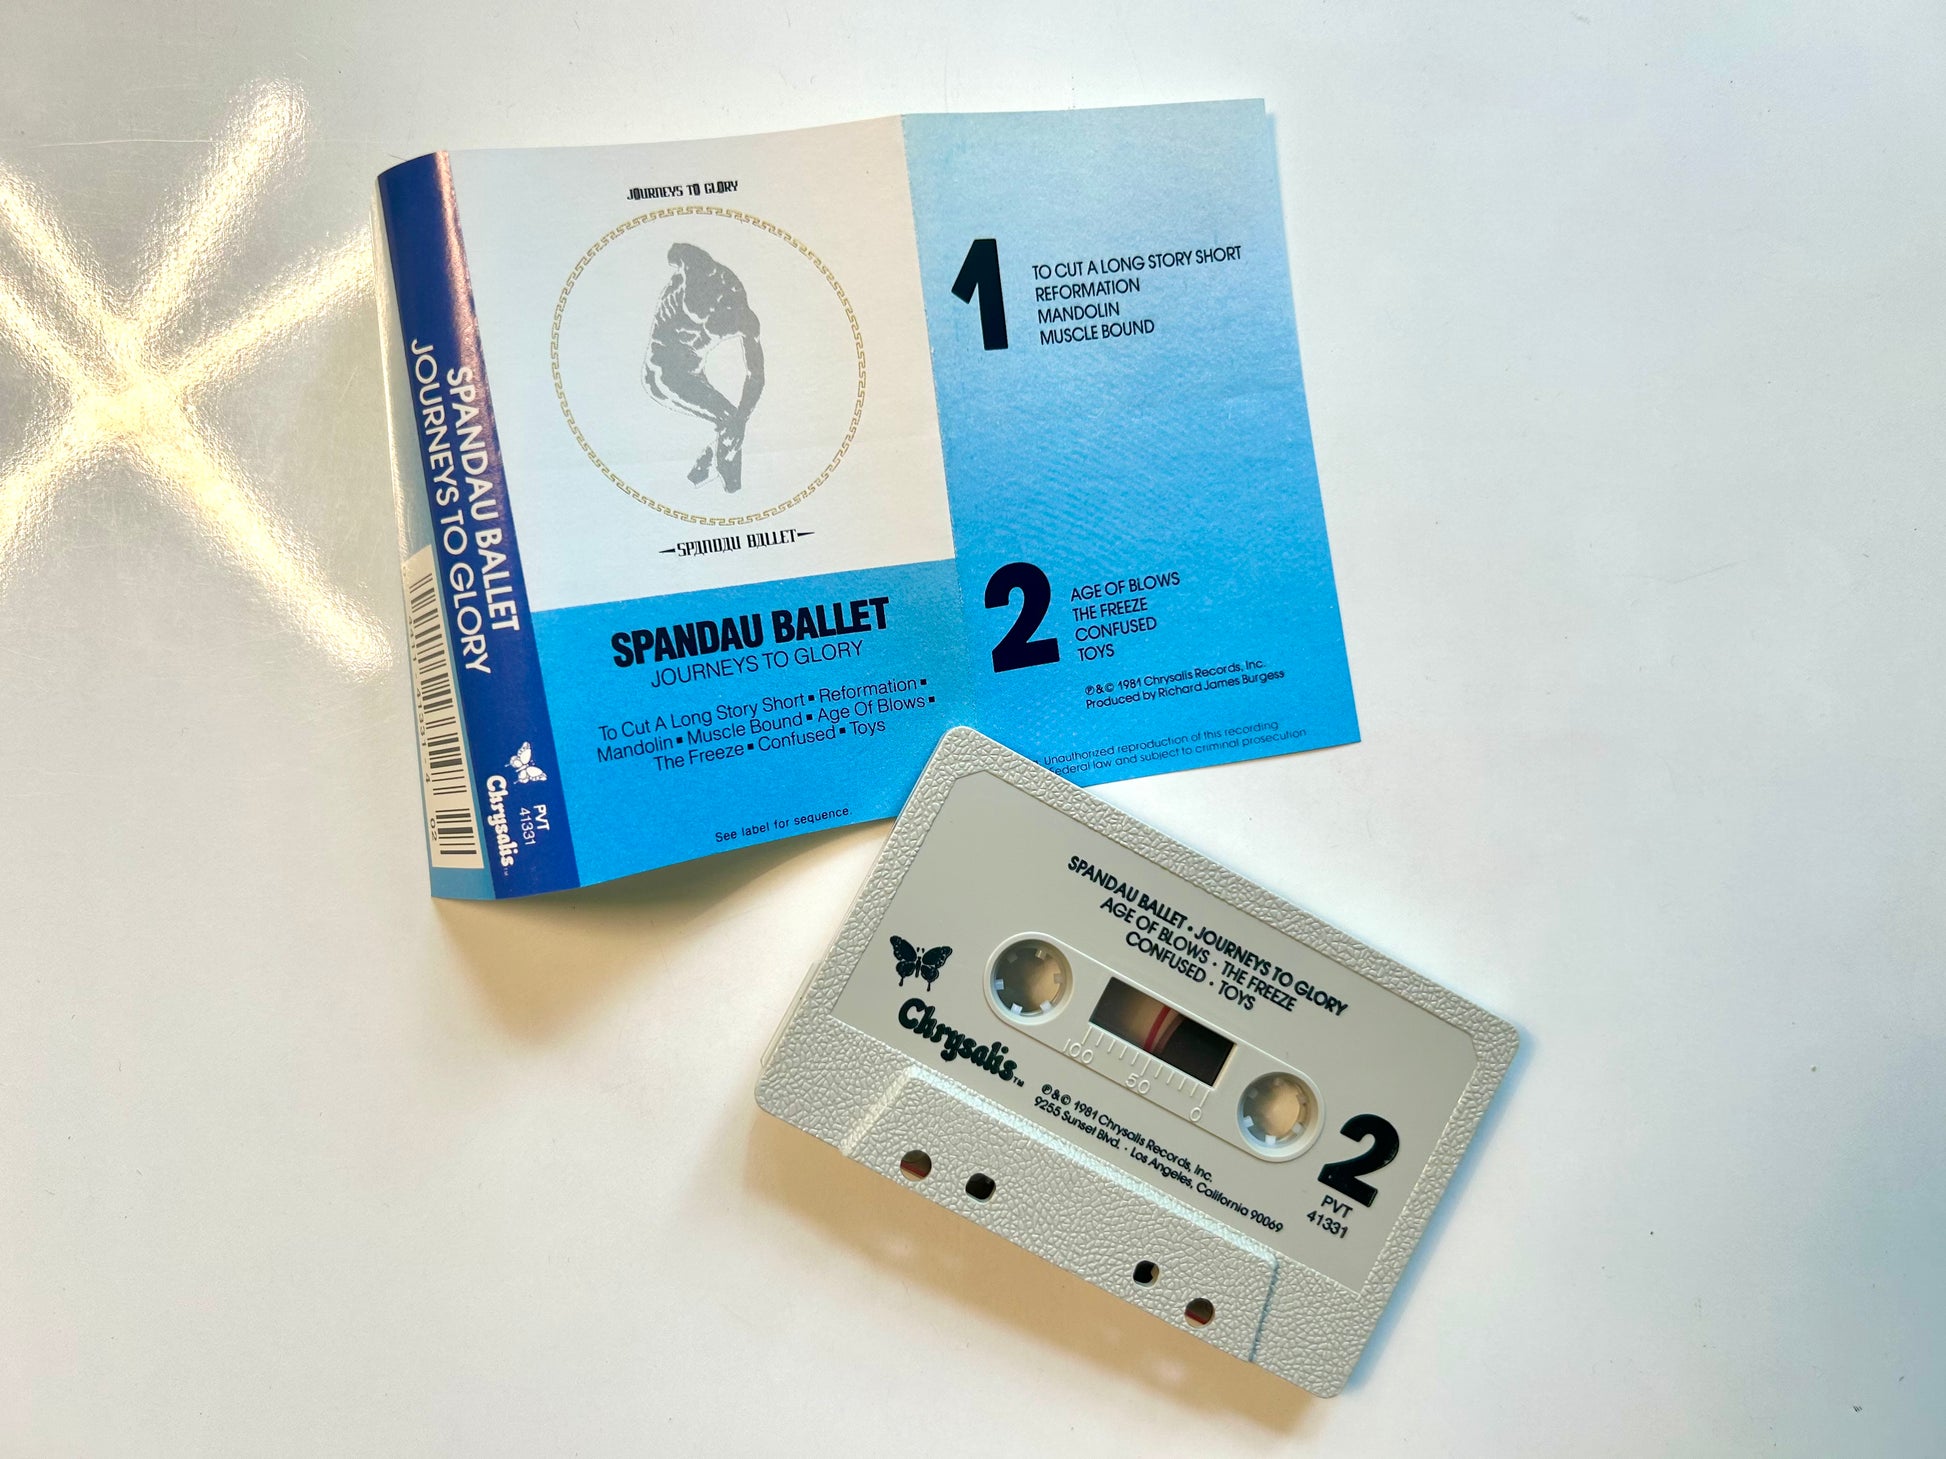 SPANDAU BALLET
JOURNEYS TO GLORY
Chrysalis™
PVT
41331
02
JOURNEYS TO GLORY
SPANDAU BALLET
SPANDAU BALLET
JOURNEYS TO GLORY
To Cut A Long Story Short ▪ Reformation ▪
Mandolin ▪ Muscle Bound ▪ Age Of Blows ▪
The Freeze ▪ Confused ▪ Toys
See label for sequence.
1
TO CUT A LONG STORY SHORT
REFORMATION
MANDOLIN
MUSCLE BOUND
2
AGE OF BLOWS
THE FREEZE
CONFUSED
TOYS
℗&© 1981 Chrysalis Records, Inc.
Produced by Richard James Burgess
Unauthorized reproduction of this recording
Federal law and subject to criminal prosecution
SPANDAU BALLET • JOURNEYS TO GLORY
AGE OF BLOWS • THE FREEZE
CONFUSED • TOYS
Chrysalis™
100 50 0
℗&© 1981 Chrysalis Records, Inc.
9255 Sunset Blvd. • Los Angeles, California 90069
2
PVT
41331